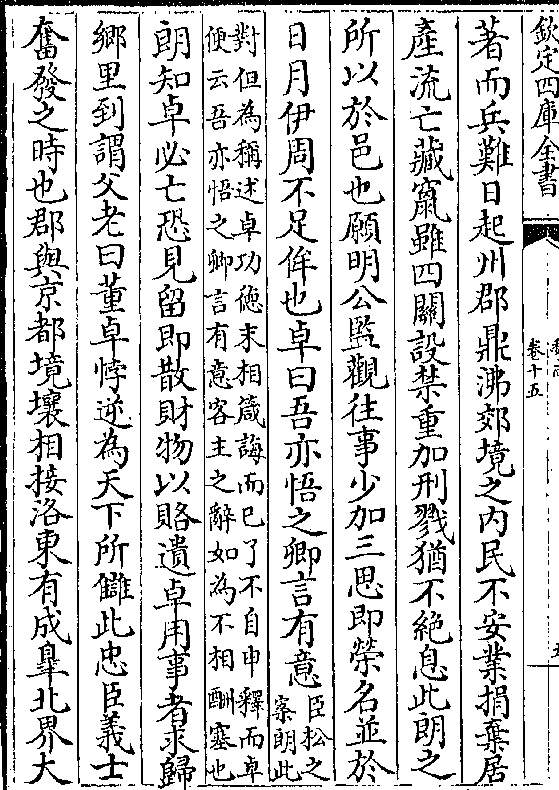 欽定四庫全書
卷十五
著而兵難日起州郡鼎沸郊境之內民不安業捐棄居
產流亡藏竄雖四關設禁重加刑戮猶不絕息此朗之
所以於邑也願明公監觀往事少加三思即榮名並於
日月伊周不足侔也卓曰吾亦悟之卿言有意
臣松之
案朗此
對但為稱述卓功德末相箴誨而已了不自申釋而卓
便云吾亦悟之卿言有意客主之辭如為不相酬塞也
朗知卓必亡恐見留即散財物以賂遺卓用事者求歸
鄉里到謂父老曰董卓悖逆為天下所讎此忠臣義士
奮發之時也郡與京都境壤相接洛東有成臯北界大